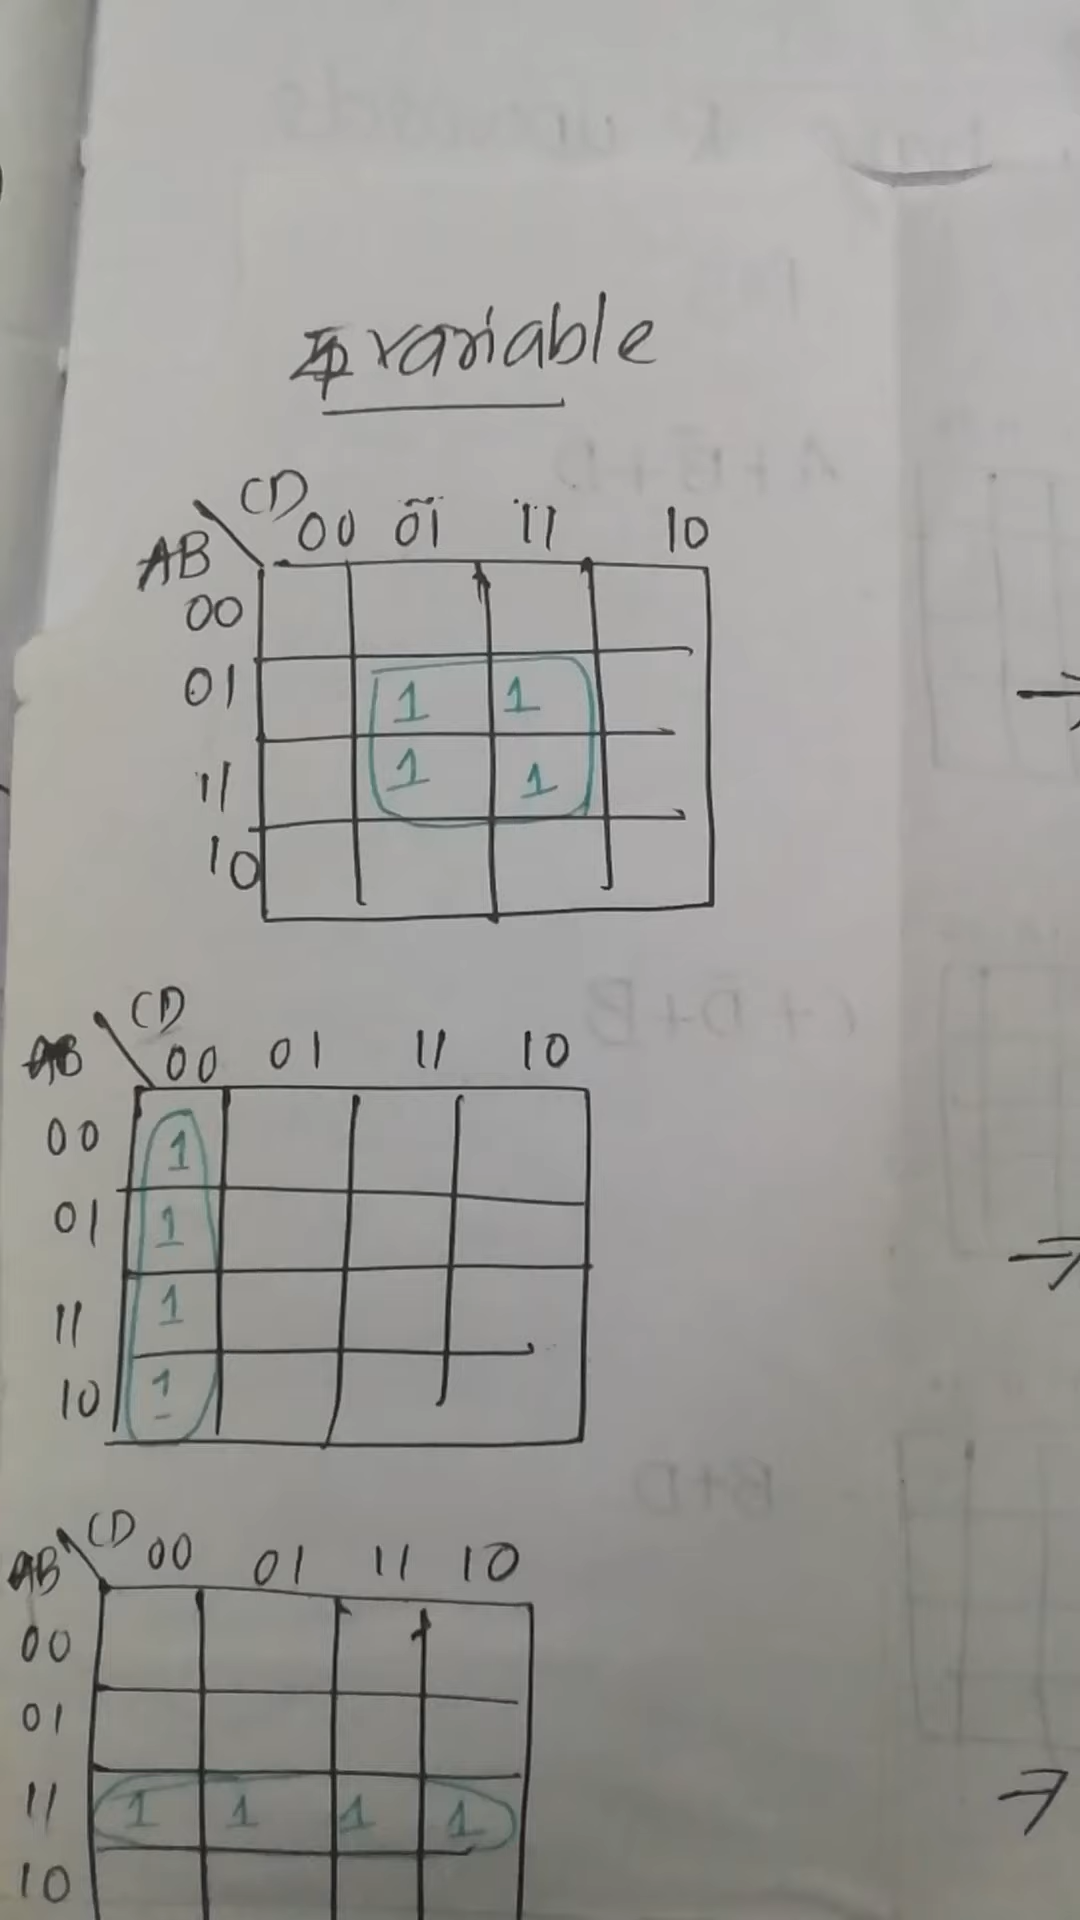 4 variable
CD
00 01 11 10
AB
00
01 1 1
11 1 1
10
CD
AB 00 01 11 10
00 1
01 1
11 1
10 1
CD 00 01 11 10
AB
00
01
11 1 1 1 1
10